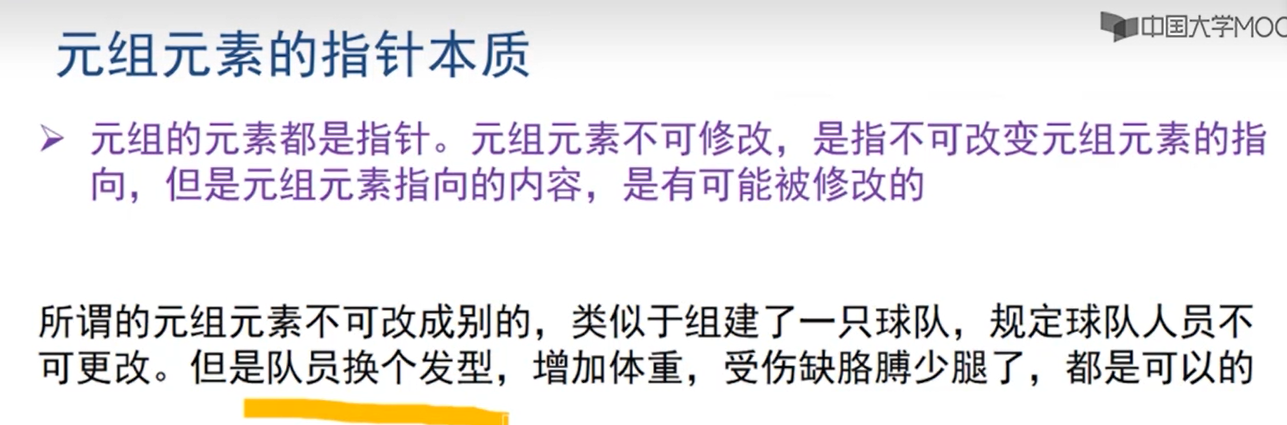 中国大学MOO
元组元素的指针本质
➢ 元组的元素都是指针。元组元素不可修改，是指不可改变元组元素的指
向，但是元组元素指向的内容，是有可能被修改的
所谓的元组元素不可改成别的，类似于组建了一只球队，规定球队人员不
可更改。但是队员换个发型，增加体重，受伤缺胳膊少腿了，都是可以的